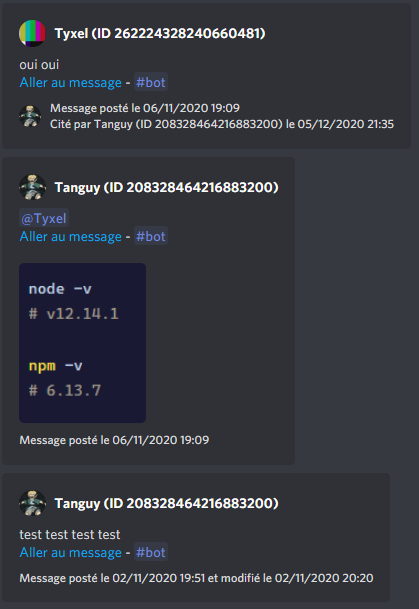 Tyxel (ID 262224328240660481)
oui oui
Aller au message - #bot
Message posté le 06/11/2020 19:09
Cité par Tanguy (ID 208328464216883200) le 05/12/2020 21:35
Tanguy (ID 208328464216883200)
@Tyxel
Aller au message - #bot
node -v
# v12.14.1
npm -v
# 6.13.7
Message posté le 06/11/2020 19:09
Tanguy (ID 208328464216883200)
test test test test
Aller au message - #bot
Message posté le 02/11/2020 19:51 et modifié le 02/11/2020 20:20